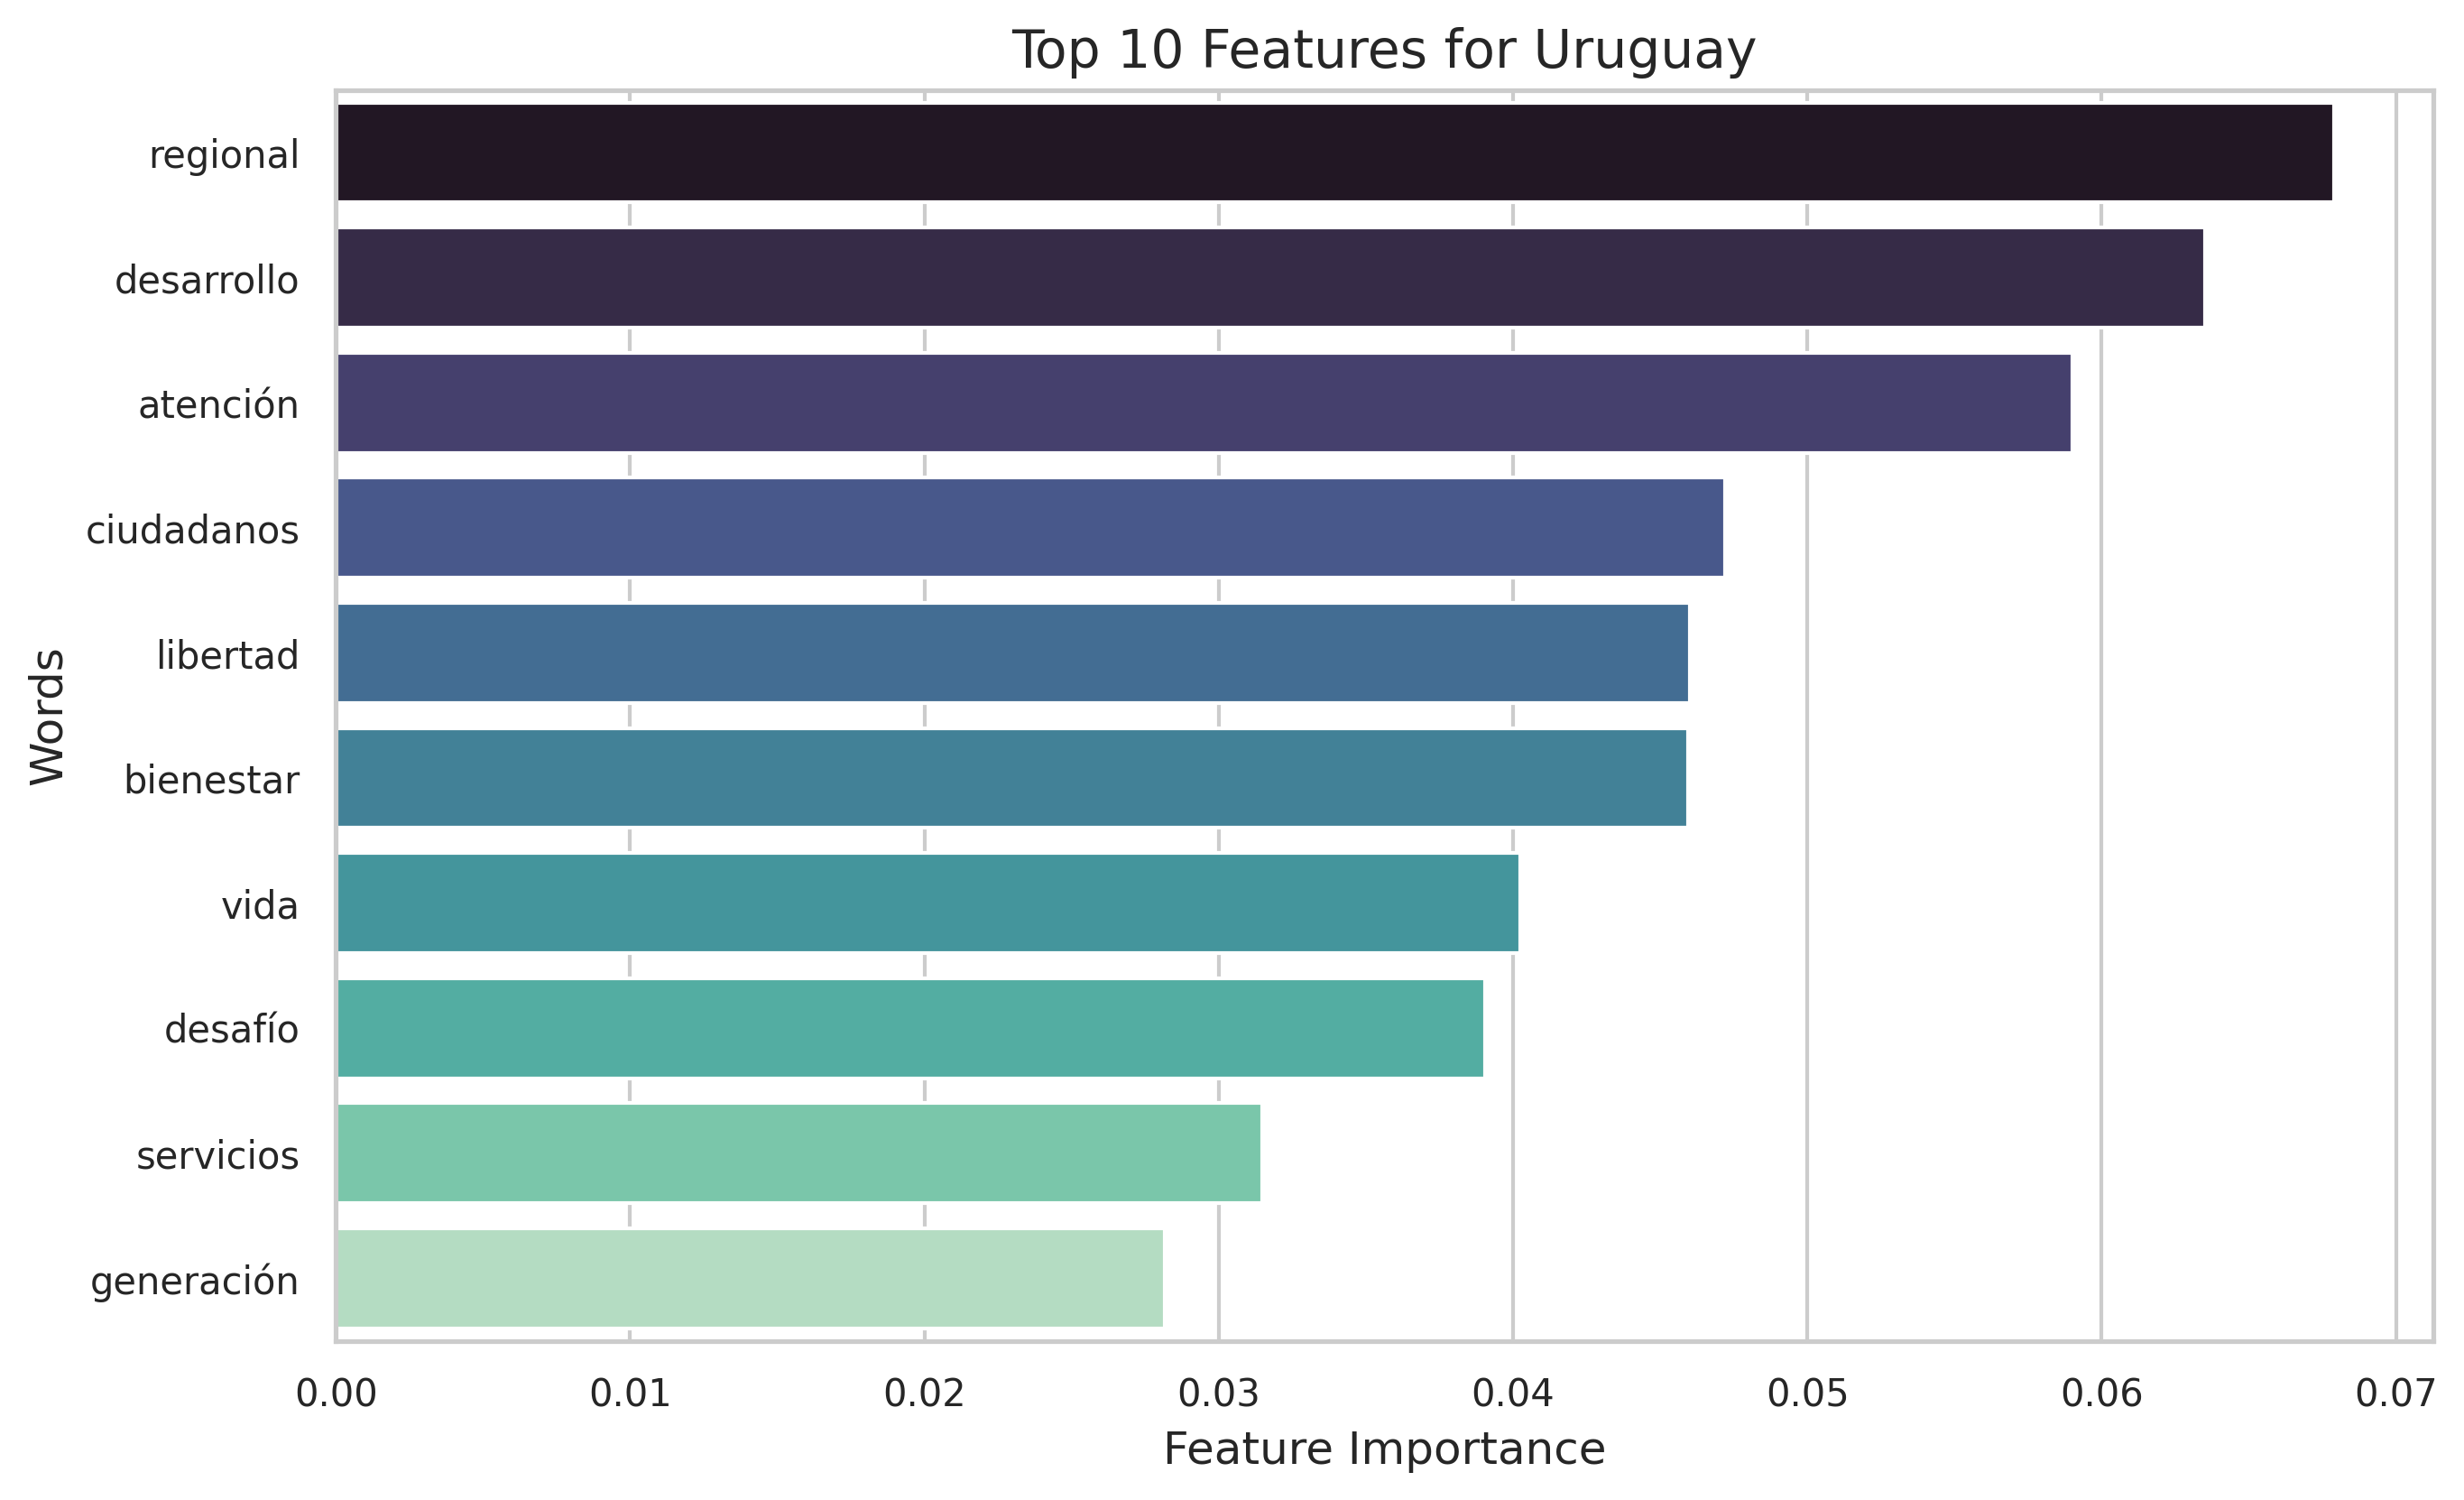 Top 10 Features for Uruguay
Words
regional
desarrollo
atención
ciudadanos
libertad
bienestar
vida
desafío
servicios
generación
0.00 0.01 0.02 0.03 0.04 0.05 0.06 0.07
Feature Importance